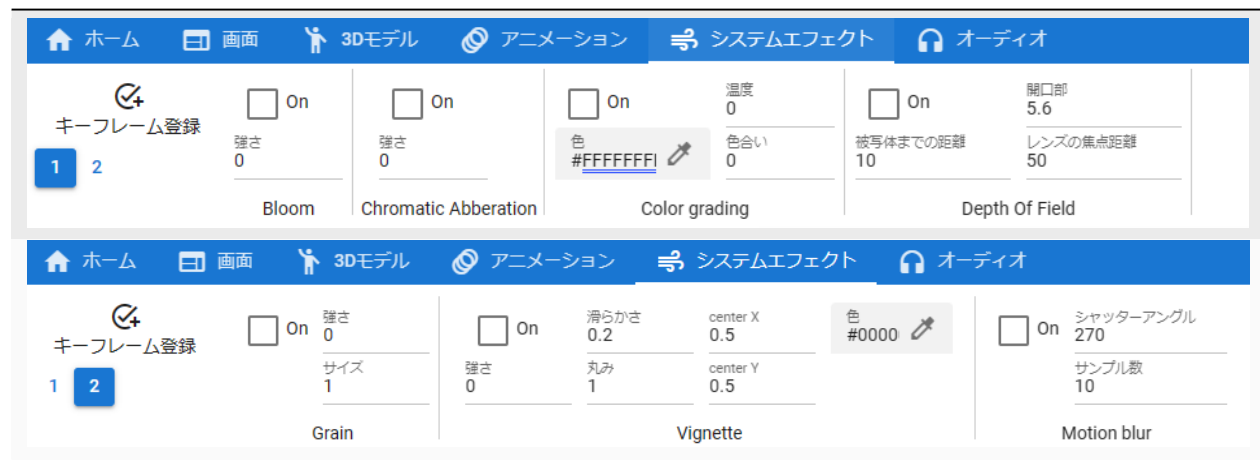 ホーム 画面 3Dモデル アニメーション システムエフェクト オーディオ
キーフレーム登録
1 2
On
強さ
0
Bloom
On
強さ
0
Chromatic Abberation
On
色
#FFFFFFF
温度
0
色合い
0
Color grading
On
被写体までの距離
10
開口部
5.6
レンズの焦点距離
50
Depth Of Field
ホーム 画面 3Dモデル アニメーション システムエフェクト オーディオ
キーフレーム登録
1 2
On
強さ
0
サイズ
1
Grain
On
強さ
0
滑らかさ
0.2
丸み
1
center X
0.5
center Y
0.5
色
#0000
Vignette
On
シャッターアングル
270
サンプル数
10
Motion blur